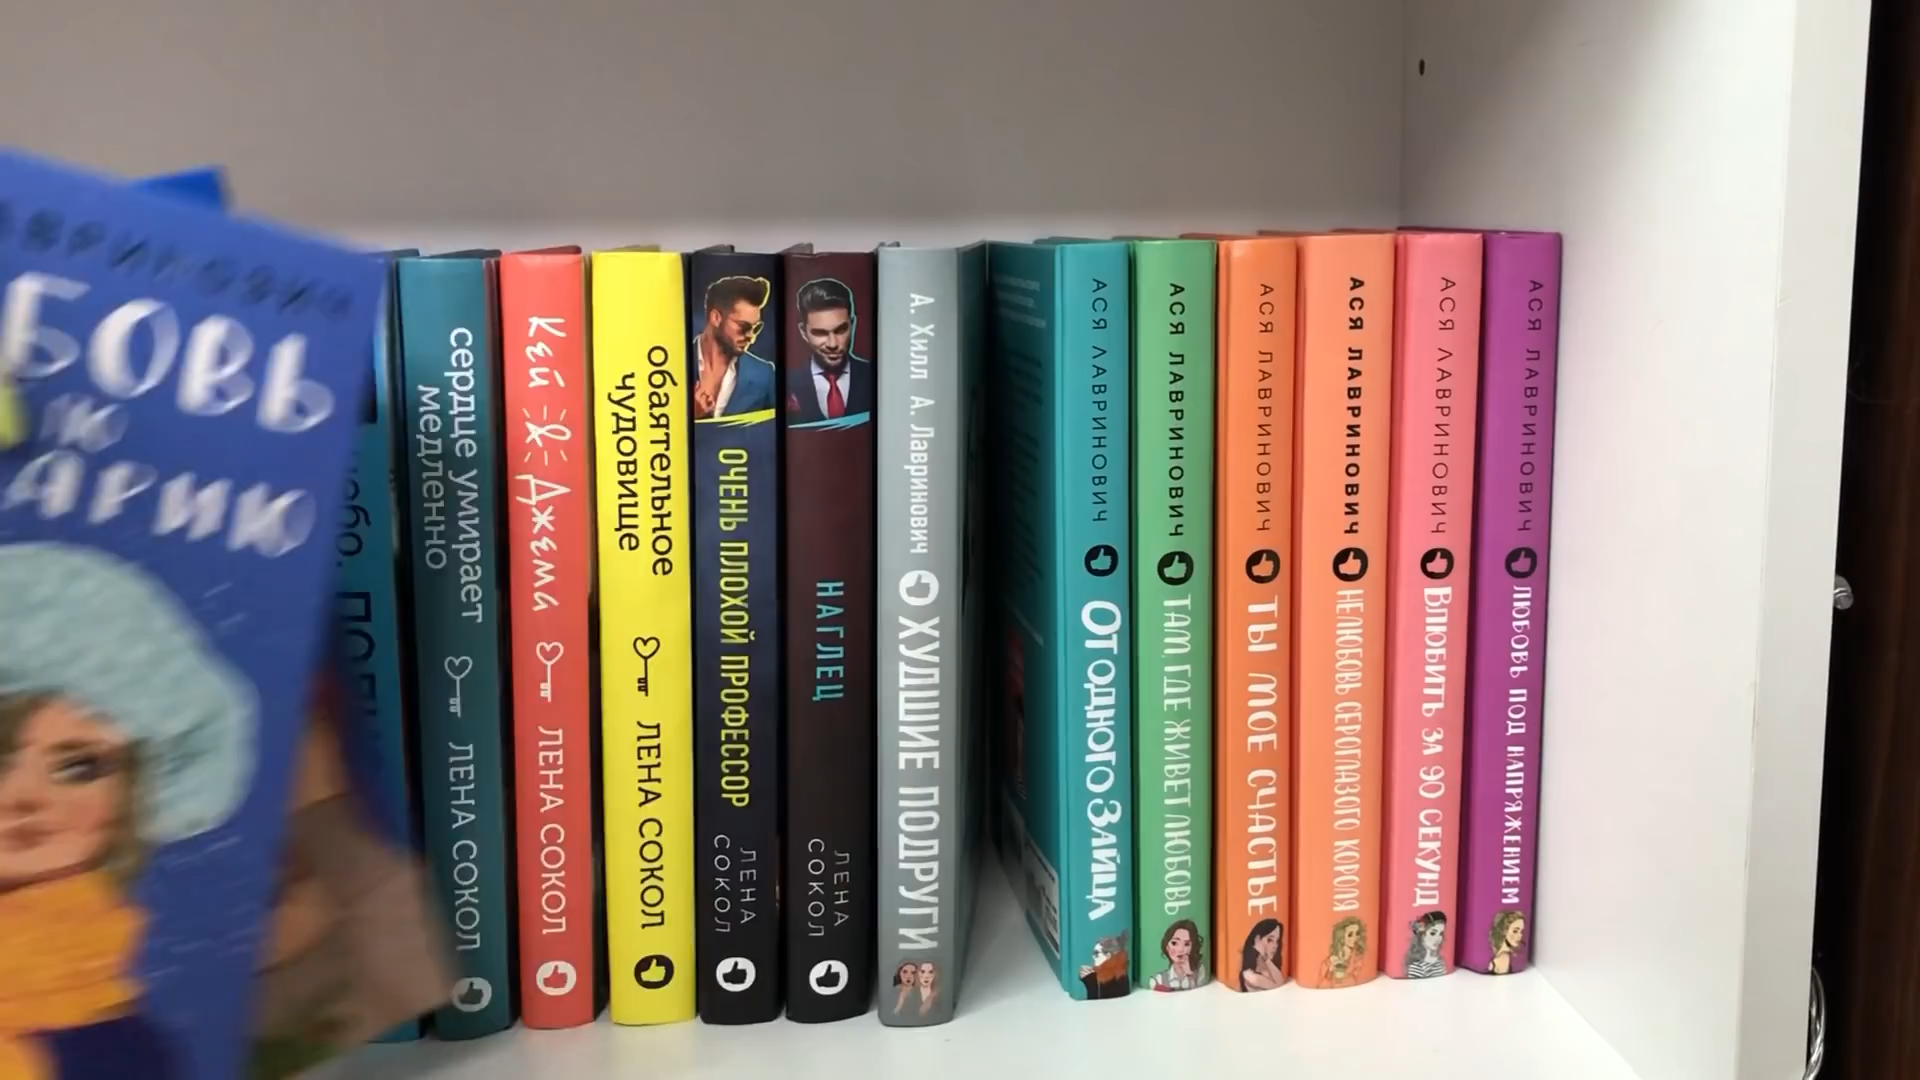 сердце умирает
медленно
ЛЕНА СОКОЛ
Кей & Джема
ЛЕНА СОКОЛ
обаятельное
чудовище
ЛЕНА СОКОЛ
ОЧЕНЬ ПЛОХОЙ ПРОФЕССОР
ЛЕНА
СОКОЛ
НАГЛЕЦ
ЛЕНА
СОКОЛ
А. Хилл А. Лавринович
ХУДШИЕ ПОДРУГИ
АСЯ ЛАВРИНОВИЧ
ОТ ОДНОГО ЗАЙЦА
АСЯ ЛАВРИНОВИЧ
ТАМ, ГДЕ ЖИВЕТ ЛЮБОВЬ
АСЯ ЛАВРИНОВИЧ
ТЫ МОЕ СЧАСТЬЕ
АСЯ ЛАВРИНОВИЧ
НЕЛЮБОВЬ СЕРОГЛАЗОГО КОРОЛЯ
АСЯ ЛАВРИНОВИЧ
ВЛЮБИТЬ ЗА 90 СЕКУНД
АСЯ ЛАВРИНОВИЧ
ЛЮБОВЬ ПОД НАПРЯЖЕНИЕМ